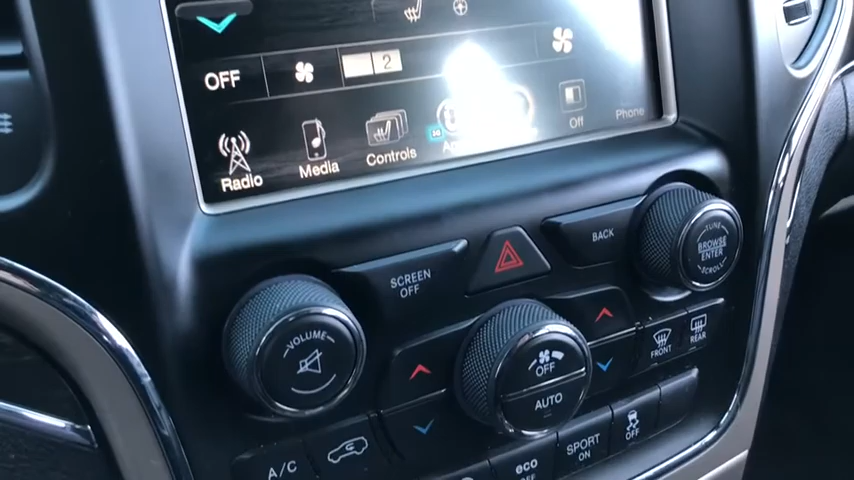 OFF
2
Radio
Media
Controls
Off
Phone
SCREEN
OFF
BACK
TUNE
BROWSE
ENTER
SCROLL
VOLUME
OFF
AUTO
FRONT
REAR
A/C
eco
OFF
SPORT
ON
OFF